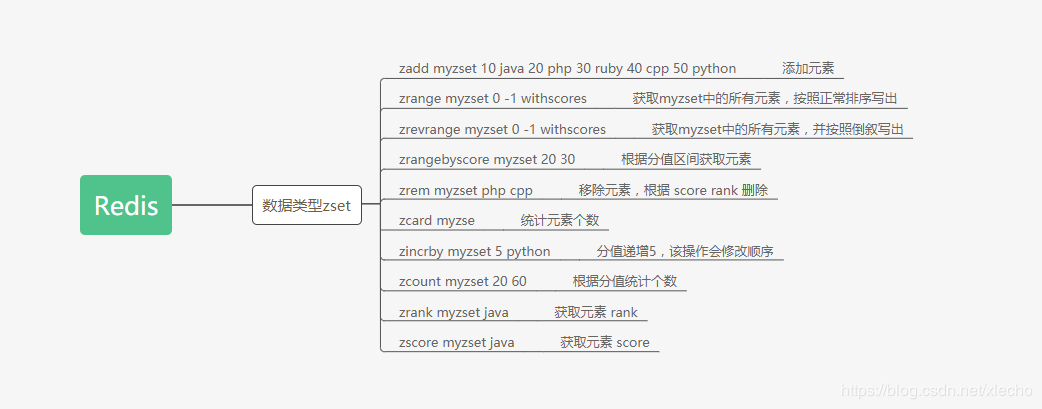 Redis
数据类型zset
zadd myzset 10 java 20 php 30 ruby 40 cpp 50 python 添加元素
zrange myzset 0 -1 withscores 获取myzset中的所有元素，按照正常排序写出
zrevrange myzset 0 -1 withscores 获取myzset中的所有元素，并按照倒叙写出
zrangebyscore myzset 20 30 根据分值区间获取元素
zrem myzset php cpp 移除元素，根据 score rank 删除
zcard myzse 统计元素个数
zincrby myzset 5 python 分值递增5，该操作会修改顺序
zcount myzset 20 60 根据分值统计个数
zrank myzset java 获取元素 rank
zscore myzset java 获取元素 score
https://blog.csdn.net/xlecho